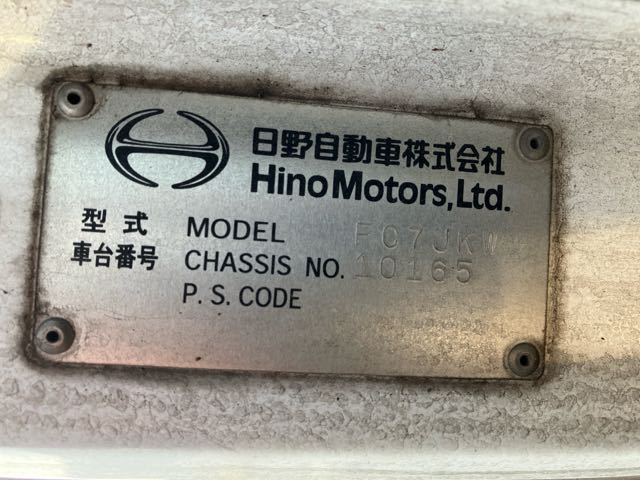 日野自動車株式会社
Hino Motors, Ltd.
型式 MODEL FC7JKW
車台番号 CHASSIS NO. 10165
P. S. CODE